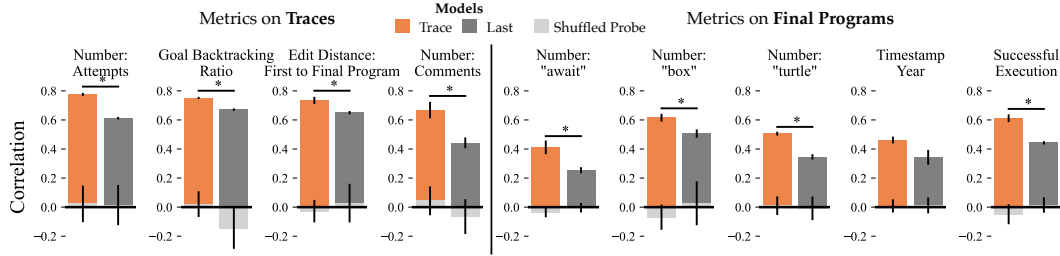 Metrics on Traces
Models
Trace
Last
Shuffled Probe
Metrics on Final Programs
Number:
Attempts
Goal Backtracking
Ratio
Edit Distance:
First to Final Program
Number:
Comments
Number:
"await"
Number:
"box"
Number:
"turtle"
Timestamp
Year
Successful
Execution
Correlation
0.8
0.6
0.4
0.2
0.0
−0.2
*
0.8
0.6
0.4
0.2
0.0
−0.2
*
0.8
0.6
0.4
0.2
0.0
−0.2
*
0.8
0.6
0.4
0.2
0.0
−0.2
*
0.8
0.6
0.4
0.2
0.0
−0.2
*
0.8
0.6
0.4
0.2
0.0
−0.2
*
0.8
0.6
0.4
0.2
0.0
−0.2
*
0.8
0.6
0.4
0.2
0.0
−0.2
0.8
0.6
0.4
0.2
0.0
−0.2
*